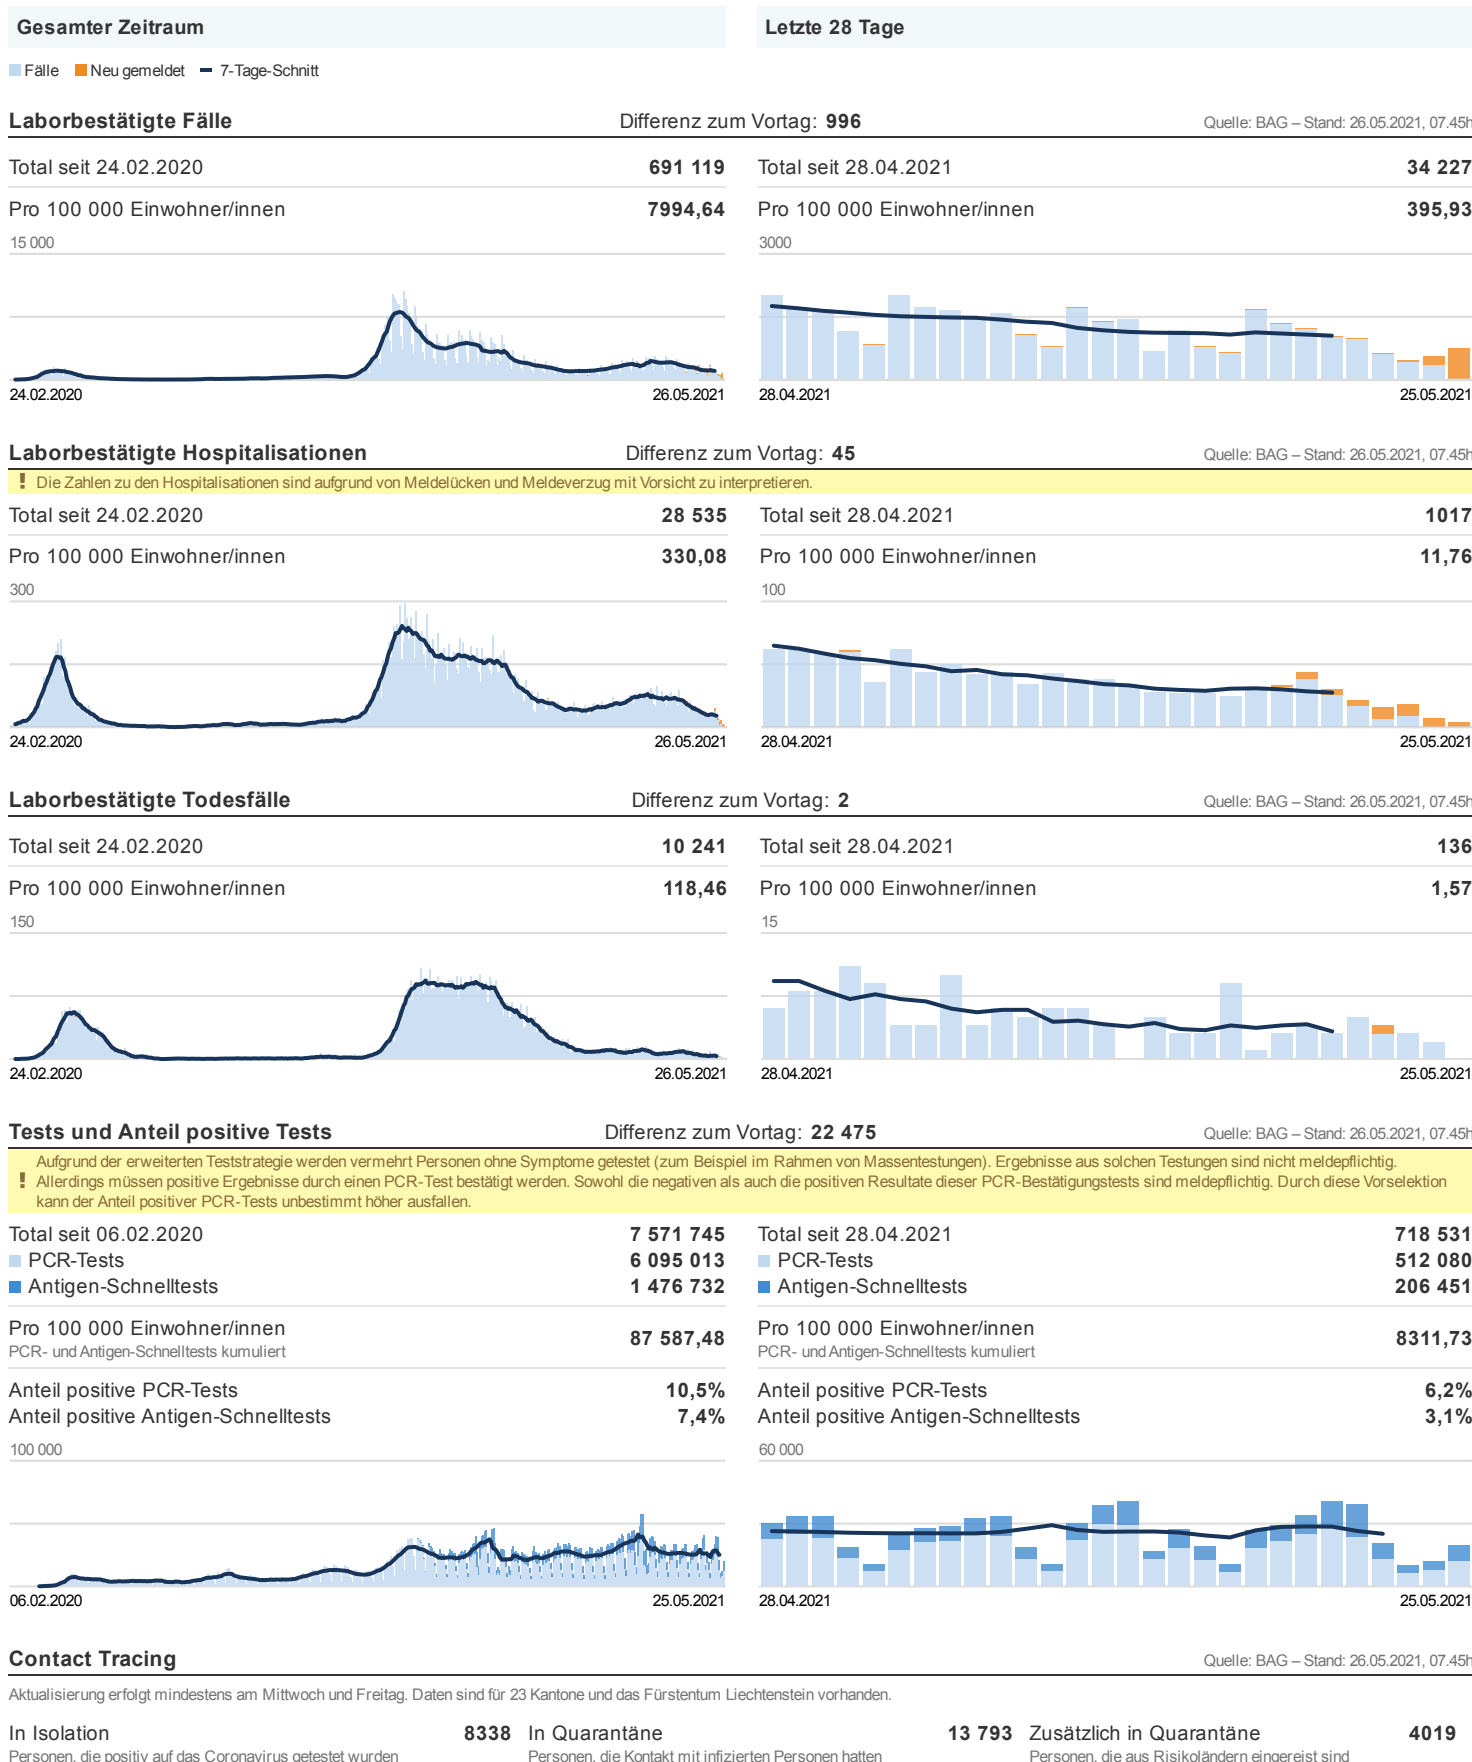 Gesamter Zeitraum
Letzte 28 Tage
Fälle Neu gemeldet 7-Tage-Schnitt
Laborbestätigte Fälle Differenz zum Vortag: 996 Quelle: BAG – Stand: 26.05.2021, 07.45h
Total seit 24.02.2020 691 119
Pro 100 000 Einwohner/innen 7994,64
15 000
24.02.2020 26.05.2021
Total seit 28.04.2021 34 227
Pro 100 000 Einwohner/innen 395,93
3000
28.04.2021 25.05.2021
Laborbestätigte Hospitalisationen Differenz zum Vortag: 45 Quelle: BAG – Stand: 26.05.2021, 07.45h
! Die Zahlen zu den Hospitalisationen sind aufgrund von Meldelücken und Meldeverzug mit Vorsicht zu interpretieren.
Total seit 24.02.2020 28 535
Pro 100 000 Einwohner/innen 330,08
300
24.02.2020 26.05.2021
Total seit 28.04.2021 1017
Pro 100 000 Einwohner/innen 11,76
100
28.04.2021 25.05.2021
Laborbestätigte Todesfälle Differenz zum Vortag: 2 Quelle: BAG – Stand: 26.05.2021, 07.45h
Total seit 24.02.2020 10 241
Pro 100 000 Einwohner/innen 118,46
150
24.02.2020 26.05.2021
Total seit 28.04.2021 136
Pro 100 000 Einwohner/innen 1,57
15
28.04.2021 25.05.2021
Tests und Anteil positive Tests Differenz zum Vortag: 22 475 Quelle: BAG – Stand: 26.05.2021, 07.45h
Aufgrund der erweiterten Teststrategie werden vermehrt Personen ohne Symptome getestet (zum Beispiel im Rahmen von Massentestungen). Ergebnisse aus solchen Testungen sind nicht meldepflichtig.
! Allerdings müssen positive Ergebnisse durch einen PCR-Test bestätigt werden. Sowohl die negativen als auch die positiven Resultate dieser PCR-Bestätigungstests sind meldepflichtig. Durch diese Vorselektion
kann der Anteil positiver PCR-Tests unbestimmt höher ausfallen.
Total seit 06.02.2020 7 571 745
PCR-Tests 6 095 013
Antigen-Schnelltests 1 476 732
Pro 100 000 Einwohner/innen 87 587,48
PCR- und Antigen-Schnelltests kumuliert
Anteil positive PCR-Tests 10,5%
Anteil positive Antigen-Schnelltests 7,4%
100 000
06.02.2020 25.05.2021
Total seit 28.04.2021 718 531
PCR-Tests 512 080
Antigen-Schnelltests 206 451
Pro 100 000 Einwohner/innen 8311,73
PCR- und Antigen-Schnelltests kumuliert
Anteil positive PCR-Tests 6,2%
Anteil positive Antigen-Schnelltests 3,1%
60 000
28.04.2021 25.05.2021
Contact Tracing Quelle: BAG – Stand: 26.05.2021, 07.45h
Aktualisierung erfolgt mindestens am Mittwoch und Freitag. Daten sind für 23 Kantone und das Fürstentum Liechtenstein vorhanden.
In Isolation 8338
Personen, die positiv auf das Coronavirus getestet wurden
In Quarantäne 13 793
Personen, die Kontakt mit infizierten Personen hatten
Zusätzlich in Quarantäne 4019
Personen, die aus Risikoländern eingereist sind